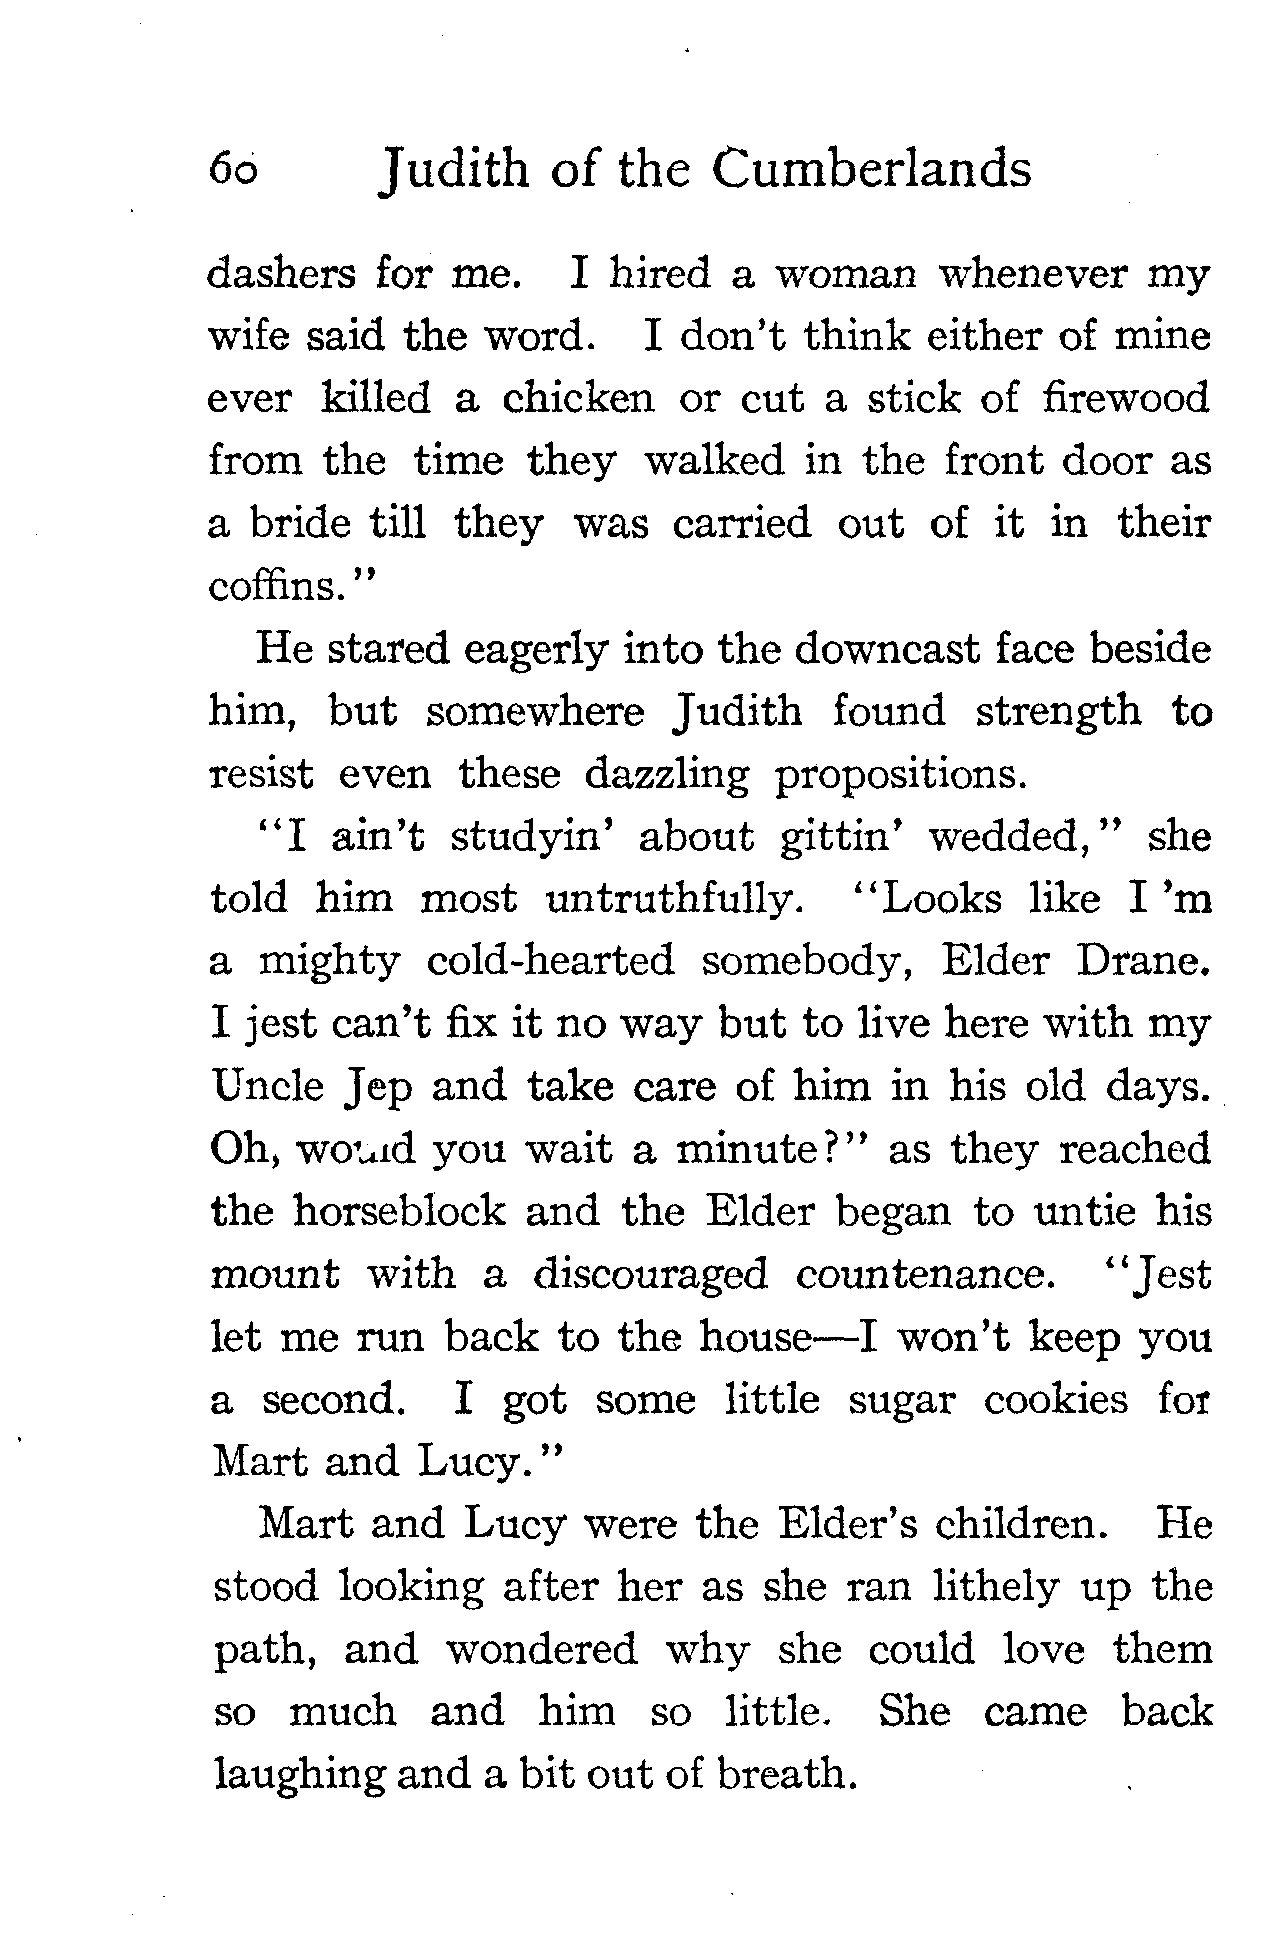 60 Judith of the Cumberlands
dashers for me. I hired a woman whenever my
wife said the word. I don't think either of mine
ever killed a chicken or cut a stick of firewood
from the time they walked in the front door as
a bride till they was carried out of it in their
coffins."
He stared eagerly into the downcast face beside
him, but somewhere Judith found strength to
resist even these dazzling propositions.
"I ain't studyin' about gittin' wedded," she
told him most untruthfully. "Looks like I 'm
a mighty cold-hearted somebody, Elder Drane.
I jest can't fix it no way but to live here with my
Uncle Jep and take care of him in his old days.
Oh, would you wait a minute?" as they reached
the horseblock and the Elder began to untie his
mount with a discouraged countenance. "Jest
let me run back to the house—I won't keep you
a second. I got some little sugar cookies for
Mart and Lucy."
Mart and Lucy were the Elder's children. He
stood looking after her as she ran lithely up the
path, and wondered why she could love them
so much and him so little. She came back
laughing and a bit out of breath.